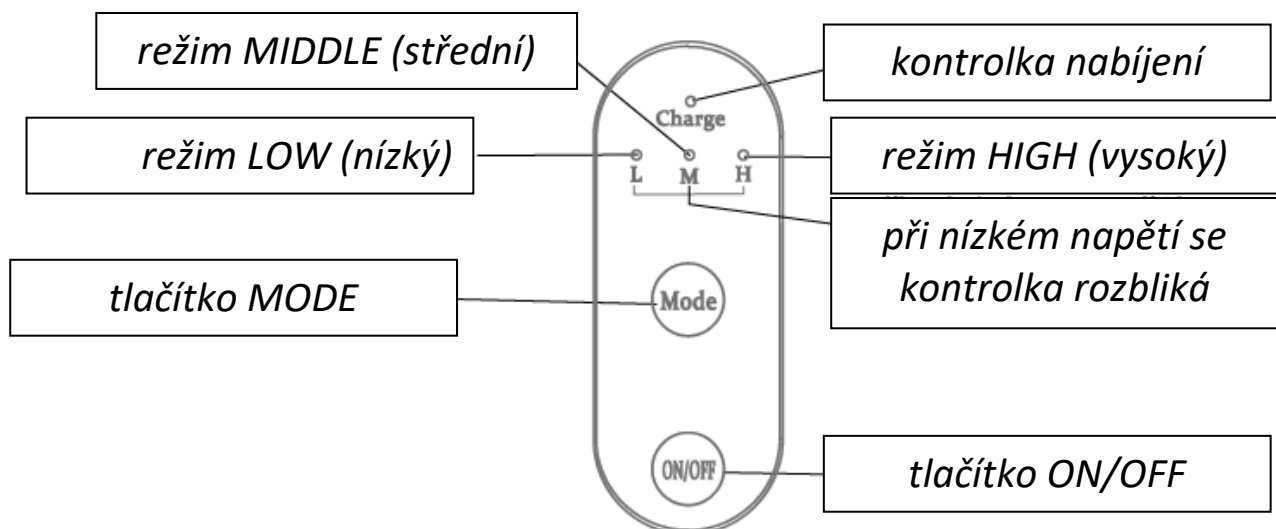 režim MIDDLE (střední)
kontrolka nabíjení
Charge
režim LOW (nízký)
režim HIGH (vysoký)
L M H
při nízkém napětí se
kontrolka rozbliká
tlačítko MODE
Mode
ON/OFF
tlačítko ON/OFF